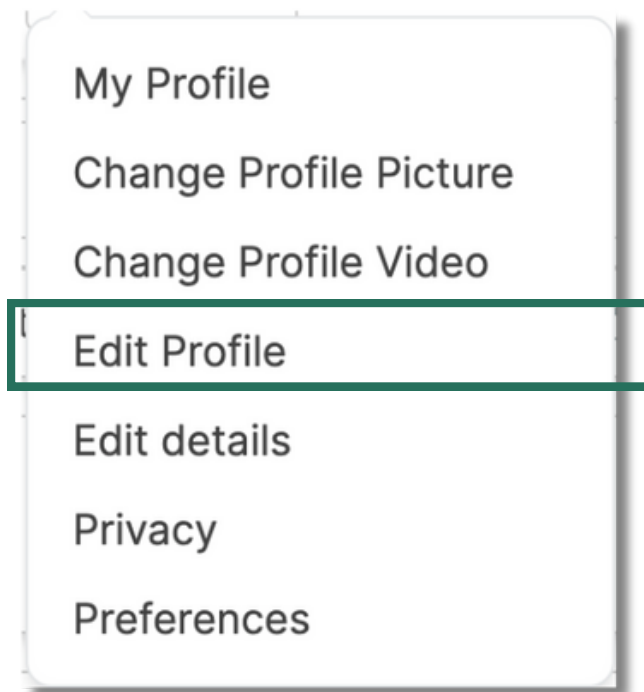 My Profile
Change Profile Picture
Change Profile Video
Edit Profile
Edit details
Privacy
Preferences